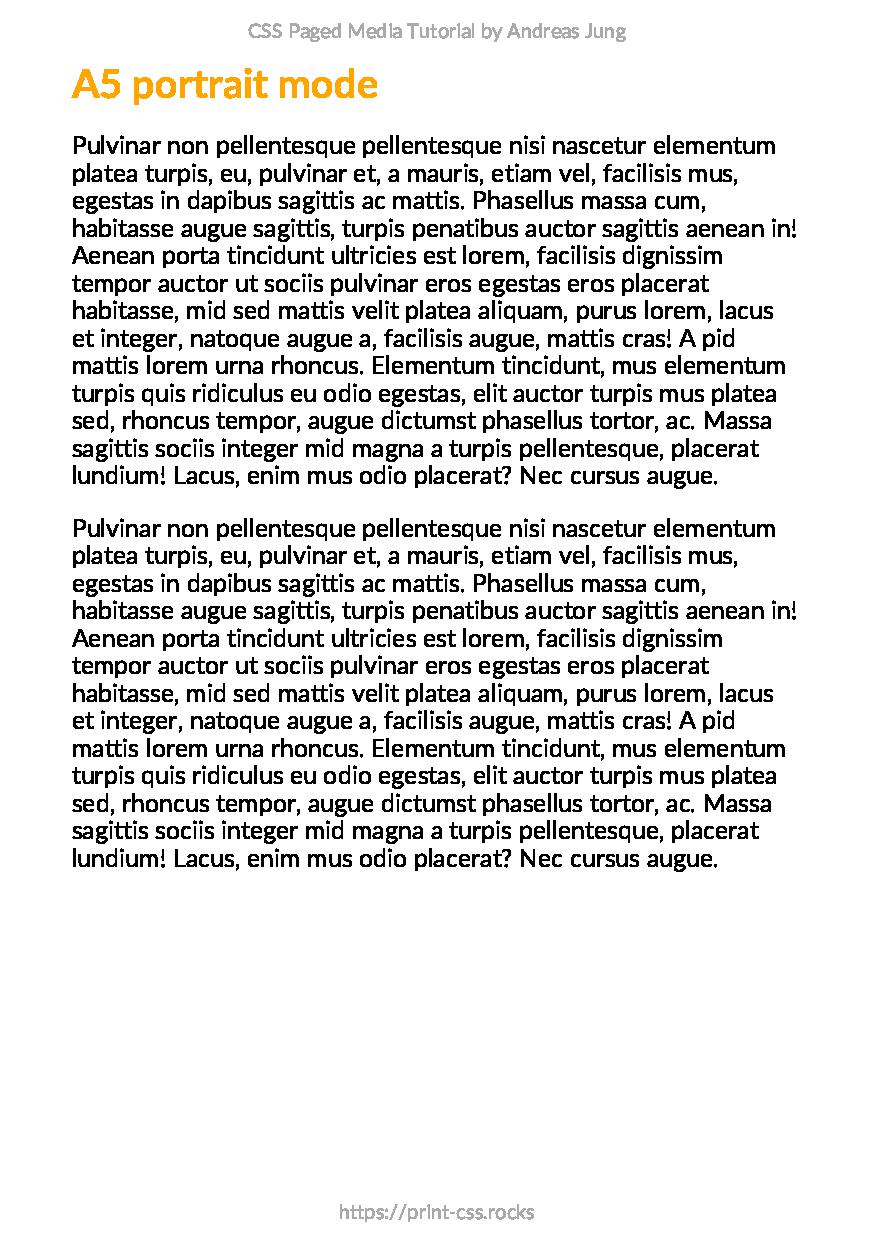 CSS Paged Media Tutorial by Andreas Jung
A5 portrait mode
Pulvinar non pellentesque pellentesque nisi nascetur elementum
platea turpis, eu, pulvinar et, a mauris, etiam vel, facilisis mus,
egestas in dapibus sagittis ac mattis. Phasellus massa cum,
habitasse augue sagittis, turpis penatibus auctor sagittis aenean in!
Aenean porta tincidunt ultricies est lorem, facilisis dignissim
tempor auctor ut sociis pulvinar eros egestas eros placerat
habitasse, mid sed mattis velit platea aliquam, purus lorem, lacus
et integer, natoque augue a, facilisis augue, mattis cras! A pid
mattis lorem urna rhoncus. Elementum tincidunt, mus elementum
turpis quis ridiculus eu odio egestas, elit auctor turpis mus platea
sed, rhoncus tempor, augue dictumst phasellus tortor, ac. Massa
sagittis sociis integer mid magna a turpis pellentesque, placerat
lundium! Lacus, enim mus odio placerat? Nec cursus augue.
Pulvinar non pellentesque pellentesque nisi nascetur elementum
platea turpis, eu, pulvinar et, a mauris, etiam vel, facilisis mus,
egestas in dapibus sagittis ac mattis. Phasellus massa cum,
habitasse augue sagittis, turpis penatibus auctor sagittis aenean in!
Aenean porta tincidunt ultricies est lorem, facilisis dignissim
tempor auctor ut sociis pulvinar eros egestas eros placerat
habitasse, mid sed mattis velit platea aliquam, purus lorem, lacus
et integer, natoque augue a, facilisis augue, mattis cras! A pid
mattis lorem urna rhoncus. Elementum tincidunt, mus elementum
turpis quis ridiculus eu odio egestas, elit auctor turpis mus platea
sed, rhoncus tempor, augue dictumst phasellus tortor, ac. Massa
sagittis sociis integer mid magna a turpis pellentesque, placerat
lundium! Lacus, enim mus odio placerat? Nec cursus augue.
https://print-css.rocks